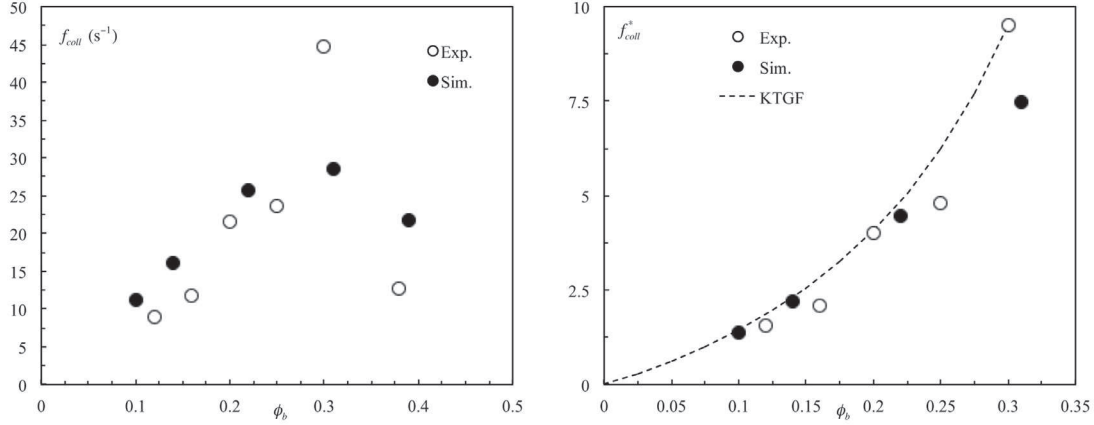 50
45
40
35
30
25
20
15
10
5
0
f_coll (s⁻¹)
Exp.
Sim.
0 0.1 0.2 0.3 0.4 0.5
ϕ_b
10
7.5
5
2.5
0
f*_coll
Exp.
Sim.
KTGF
0 0.05 0.1 0.15 0.2 0.25 0.3 0.35
ϕ_b